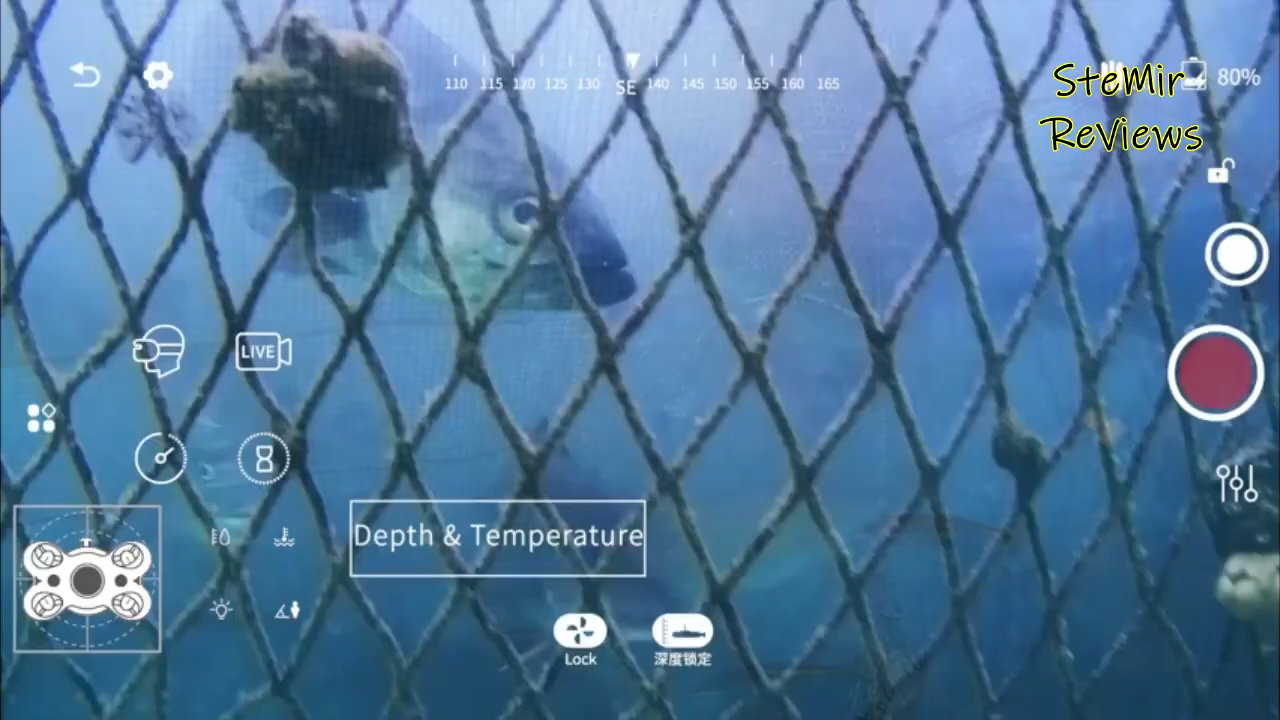 110 115 120 125 130 SE 140 145 150 155 160 165
80%
SteMir
Reviews
LIVE
Depth & Temperature
Lock
深度锁定